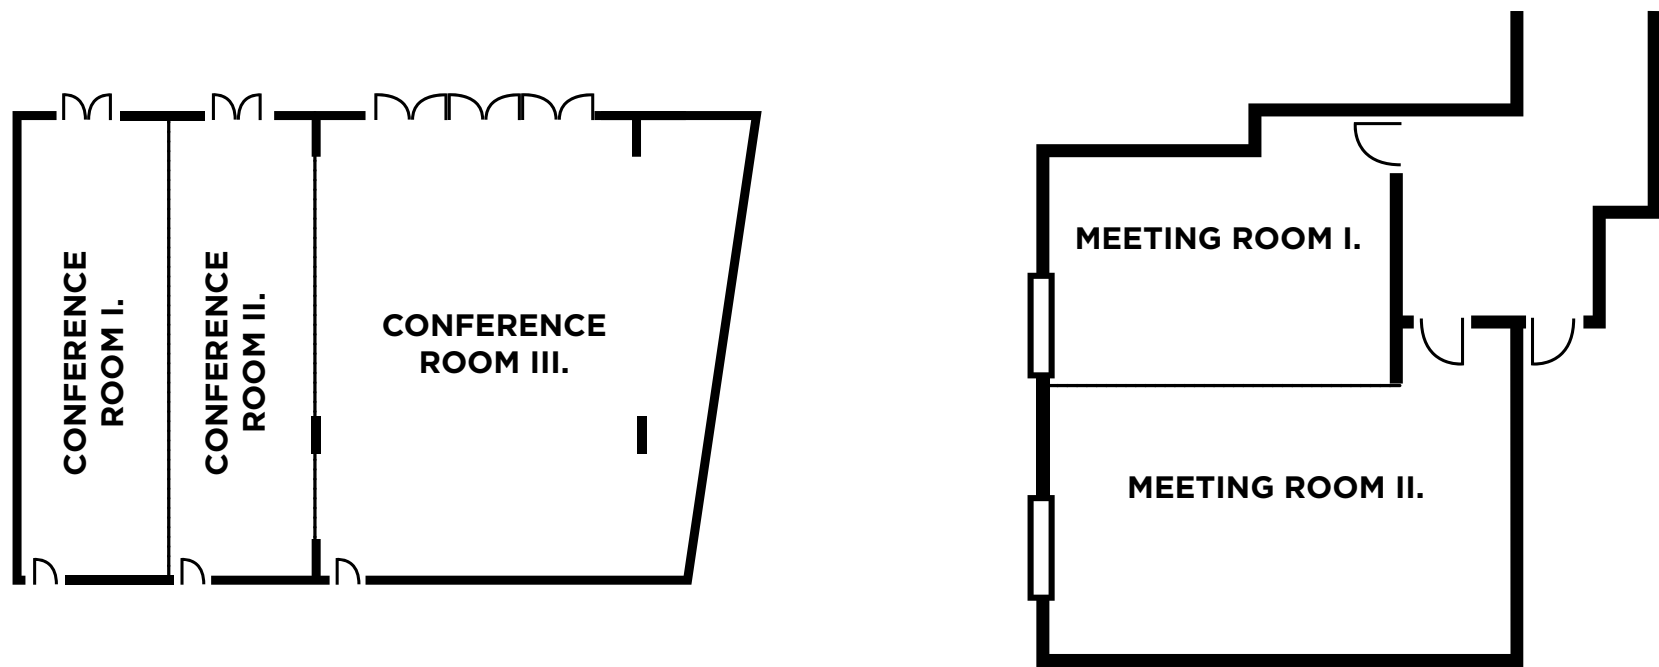 CONFERENCE
ROOM I.
CONFERENCE
ROOM II.
CONFERENCE
ROOM III.
MEETING ROOM I.
MEETING ROOM II.